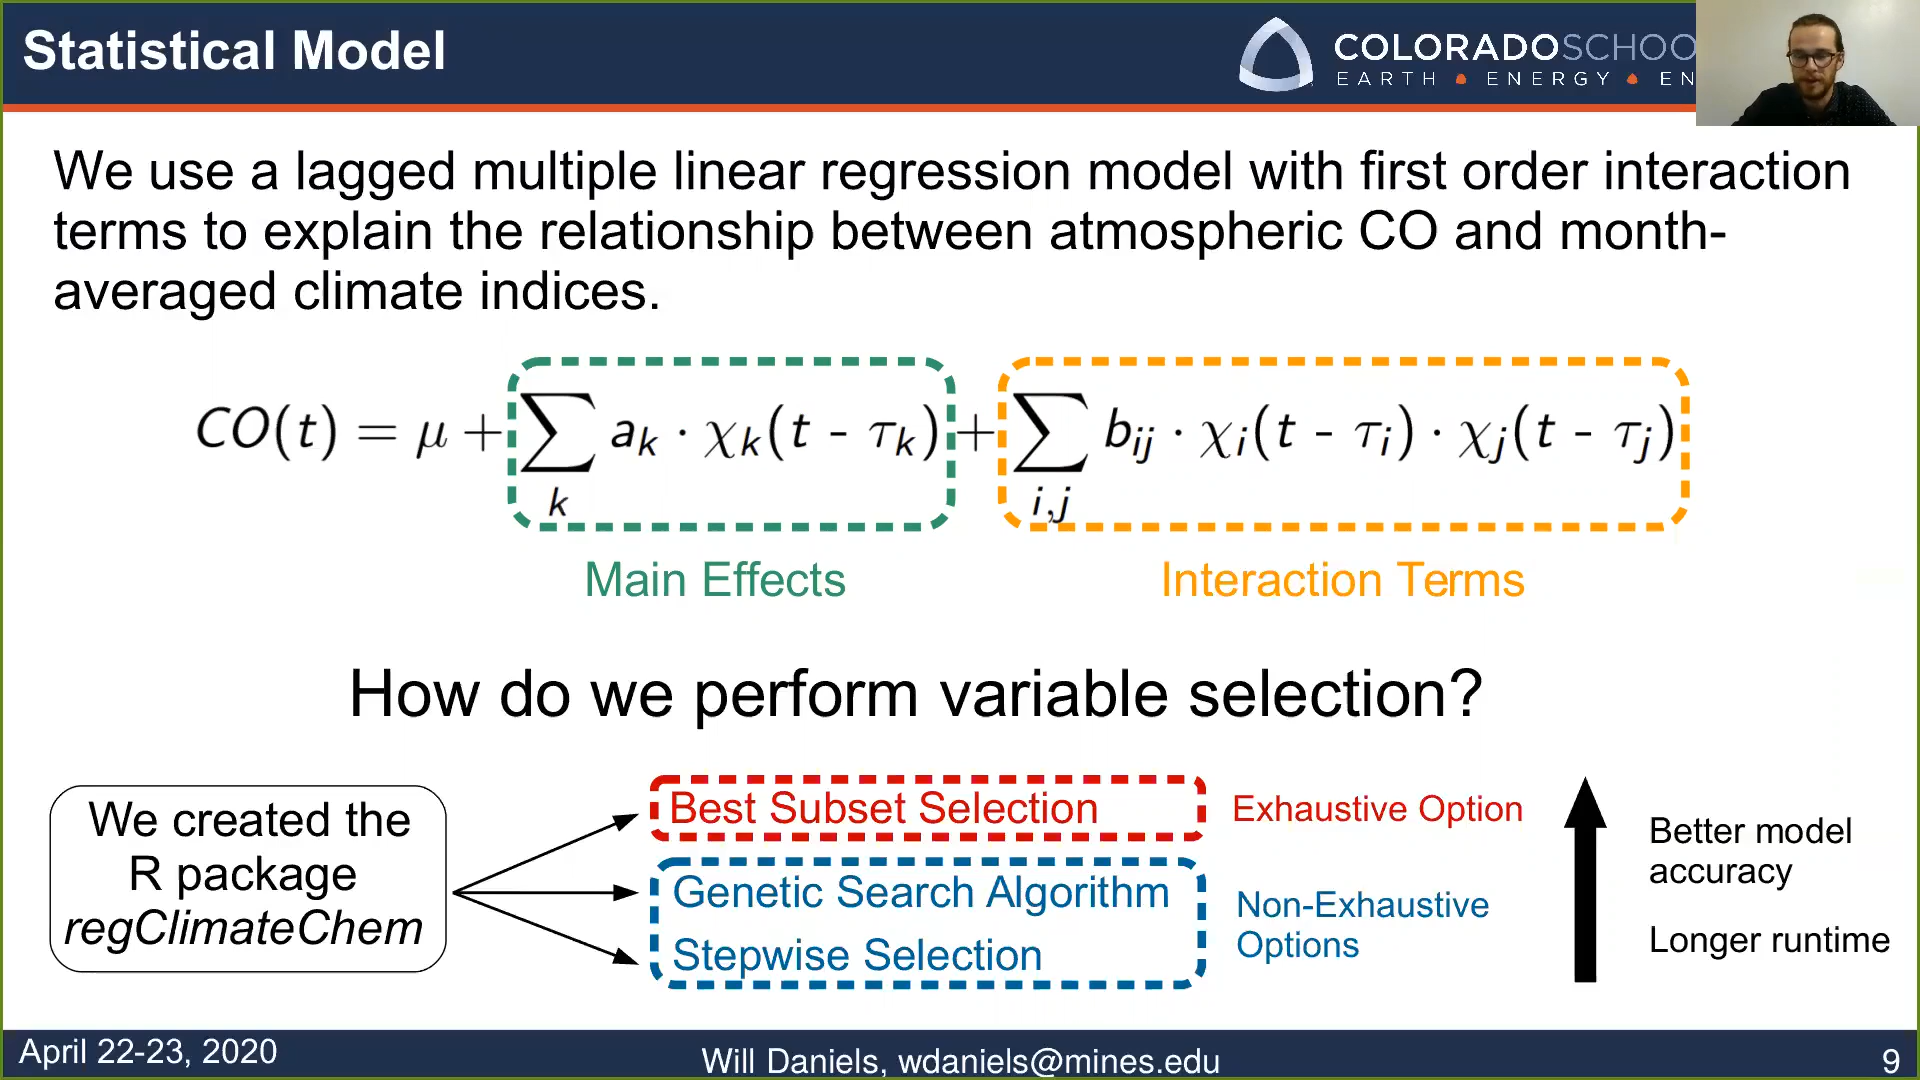 Statistical Model
COLORADOSCHOO
EARTH • ENERGY • EN
We use a lagged multiple linear regression model with first order interaction
terms to explain the relationship between atmospheric CO and month-
averaged climate indices.
CO(t) = μ + ∑_k a_k · χ_k(t - τ_k) + ∑_{i,j} b_{ij} · χ_i(t - τ_i) · χ_j(t - τ_j)
Main Effects
Interaction Terms
How do we perform variable selection?
We created the
R package
regClimateChem
Best Subset Selection
Exhaustive Option
Genetic Search Algorithm
Stepwise Selection
Non-Exhaustive
Options
Better model
accuracy
Longer runtime
April 22-23, 2020
Will Daniels, wdaniels@mines.edu
9